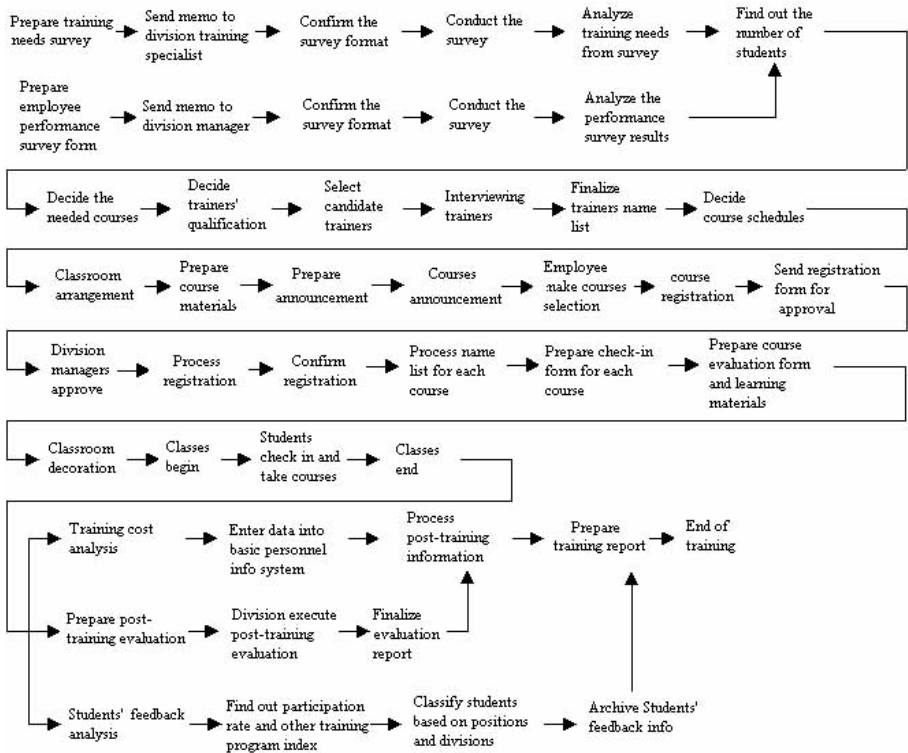 Prepare training
needs survey
Send memo to
division training
specialist
Confirm the
survey format
Conduct the
survey
Analyze
training needs
from survey
Find out the
number of
students
Prepare
employee
performance
survey form
Send memo to
division manager
Confirm the
survey format
Conduct the
survey
Analyze the
performance
survey results
Decide the
needed courses
Decide
trainers'
qualification
Select
candidate
trainers
Interviewing
trainers
Finalize
trainers name
list
Decide
course schedules
Classroom
arrangement
Prepare
course
materials
Prepare
announcement
Courses
announcement
Employee
make courses
selection
course
registration
Send registration
form for
approval
Division
managers
approve
Process
registration
Confirm
registration
Process name
list for each
course
Prepare check-in
form for each
course
Prepare course
evaluation form
and learning
materials
Classroom
decoration
Classes
begin
Students
check in and
take courses
Classes
end
Training cost
analysis
Enter data into
basic personnel
info system
Process
post-training
information
Prepare
training report
End of
training
Prepare post-
training evaluation
Division execute
post-training
evaluation
Finalize
evaluation
report
Students' feedback
analysis
Find out participation
rate and other training
program index
Classify students
based on positions
and divisions
Archive Students'
feedback info